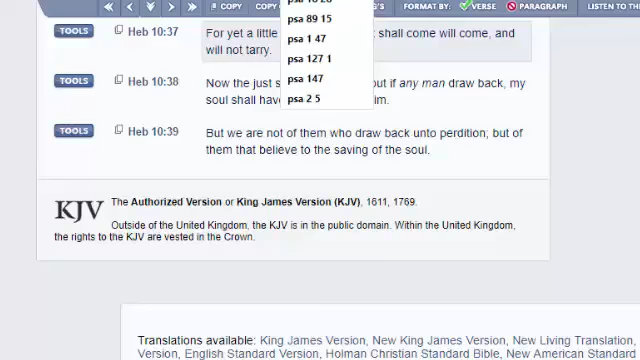 COPY COPY FORMAT BY: VERSE PARAGRAPH LISTEN TO
psa 89 15
psa 1 47
psa 127 1
psa 147
psa 2 5
TOOLS Heb 10:37 For yet a little shall come will come, and
will not tarry.
TOOLS Heb 10:38 Now the just but if any man draw back, my
soul shall have im.
TOOLS Heb 10:39 But we are not of them who draw back unto perdition; but of
them that believe to the saving of the soul.
KJV The Authorized Version or King James Version (KJV), 1611, 1769.
Outside of the United Kingdom, the KJV is in the public domain. Within the United Kingdom,
the rights to the KJV are vested in the Crown.
Translations available: King James Version, New King James Version, New Living Translation,
Version, English Standard Version, Holman Christian Standard Bible, New American Standard